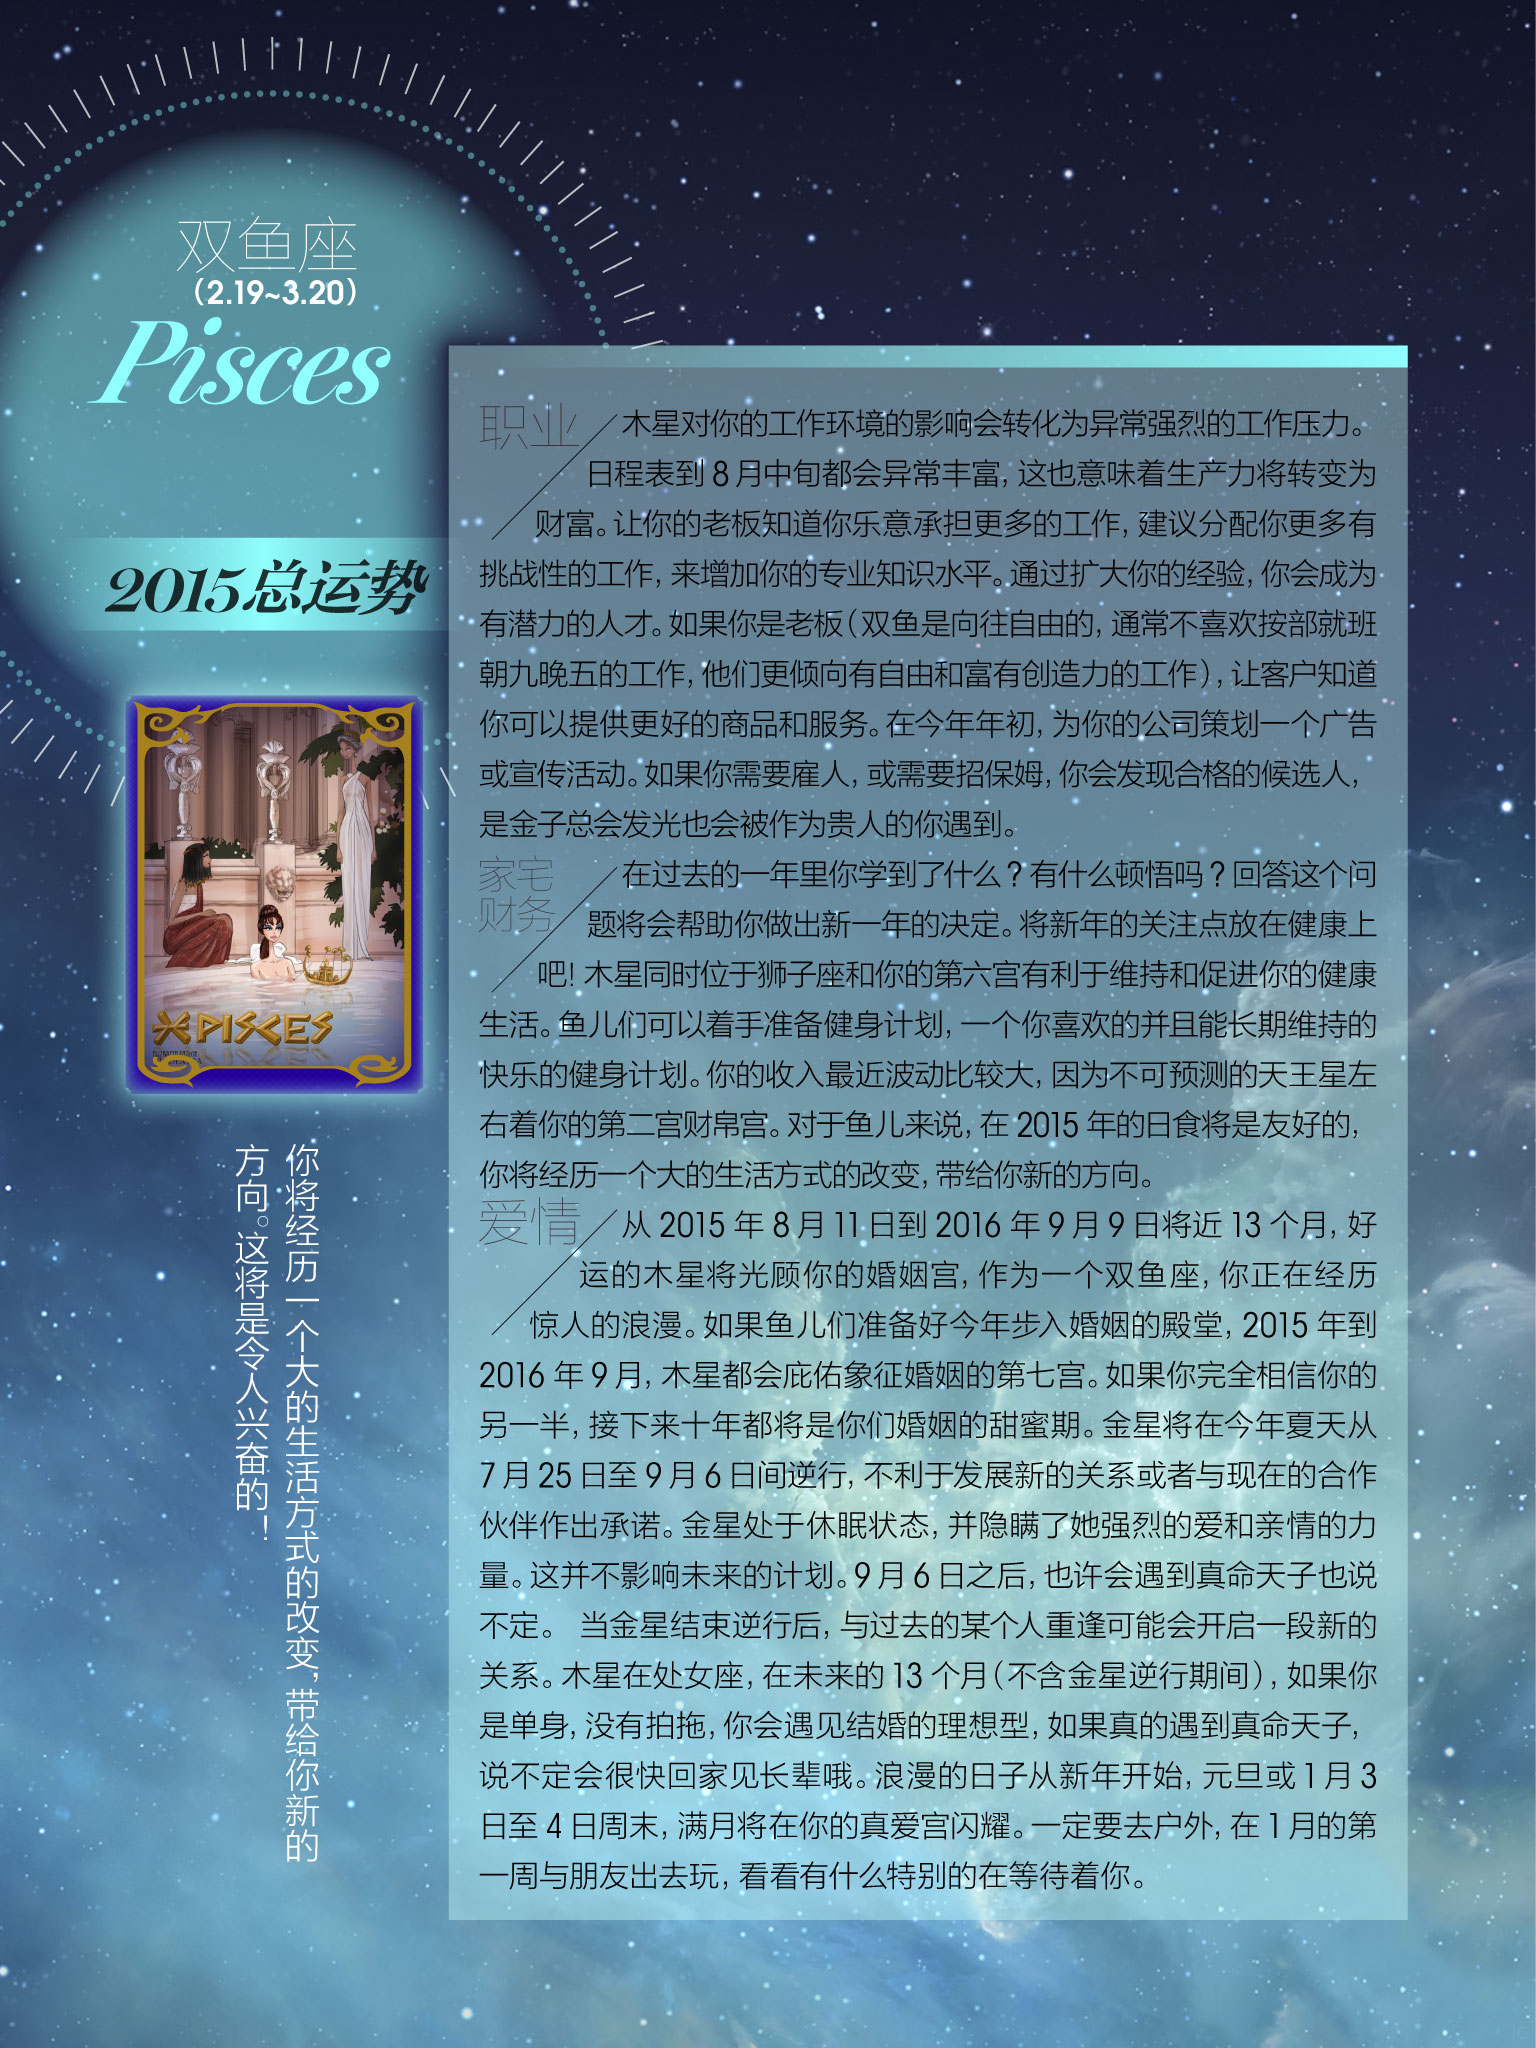 双鱼座
(2.19~3.20)
Pisces
2015总运势
PISCES
你将经历一个大的生活方式的改变，带给你新的
方向。这将是令人兴奋的！
职业
木星对你的工作环境的影响会转化为异常强烈的工作压力。
日程表到 8 月中旬都会异常丰富，这也意味着生产力将转变为
财富。让你的老板知道你乐意承担更多的工作，建议分配你更多有
挑战性的工作，来增加你的专业知识水平。通过扩大你的经验，你会成为
有潜力的人才。如果你是老板（双鱼是向往自由的，通常不喜欢按部就班
朝九晚五的工作，他们更倾向有自由和富有创造力的工作），让客户知道
你可以提供更好的商品和服务。在今年年初，为你的公司策划一个广告
或宣传活动。如果你需要雇人，或需要招保姆，你会发现合格的候选人，
是金子总会发光也会被作为贵人的你遇到。
家宅
财务
在过去的一年里你学到了什么？有什么顿悟吗？回答这个问
题将会帮助你做出新一年的决定。将新年的关注点放在健康上
吧！木星同时位于狮子座和你的第六宫有利于维持和促进你的健康
生活。鱼儿们可以着手准备健身计划，一个你喜欢的并且能长期维持的
快乐的健身计划。你的收入最近波动比较大，因为不可预测的天王星左
右着你的第二宫财帛宫。对于鱼儿来说，在 2015 年的日食将是友好的，
你将经历一个大的生活方式的改变，带给你新的方向。
爱情
从 2015 年 8 月 11 日到 2016 年 9 月 9 日将近 13 个月，好
运的木星将光顾你的婚姻宫，作为一个双鱼座，你正在经历
惊人的浪漫。如果鱼儿们准备好今年步入婚姻的殿堂，2015 年到
2016 年 9 月，木星都会庇佑象征婚姻的第七宫。如果你完全相信你的
另一半，接下来十年都将是你们婚姻的甜蜜期。金星将在今年夏天从
7 月 25 日至 9 月 6 日间逆行，不利于发展新的关系或者与现在的合作
伙伴作出承诺。金星处于休眠状态，并隐瞒了她强烈的爱和亲情的力
量。这并不影响未来的计划。9 月 6 日之后，也许会遇到真命天子也说
不定。 当金星结束逆行后，与过去的某个人重逢可能会开启一段新的
关系。木星在处女座，在未来的 13 个月（不含金星逆行期间），如果你
是单身，没有拍拖，你会遇见结婚的理想型，如果真的遇到真命天子，
说不定会很快回家见长辈哦。浪漫的日子从新年开始，元旦或 1 月 3
日至 4 日周末，满月将在你的真爱宫闪耀。一定要去户外，在 1 月的第
一周与朋友出去玩，看看有什么特别的在等待着你。